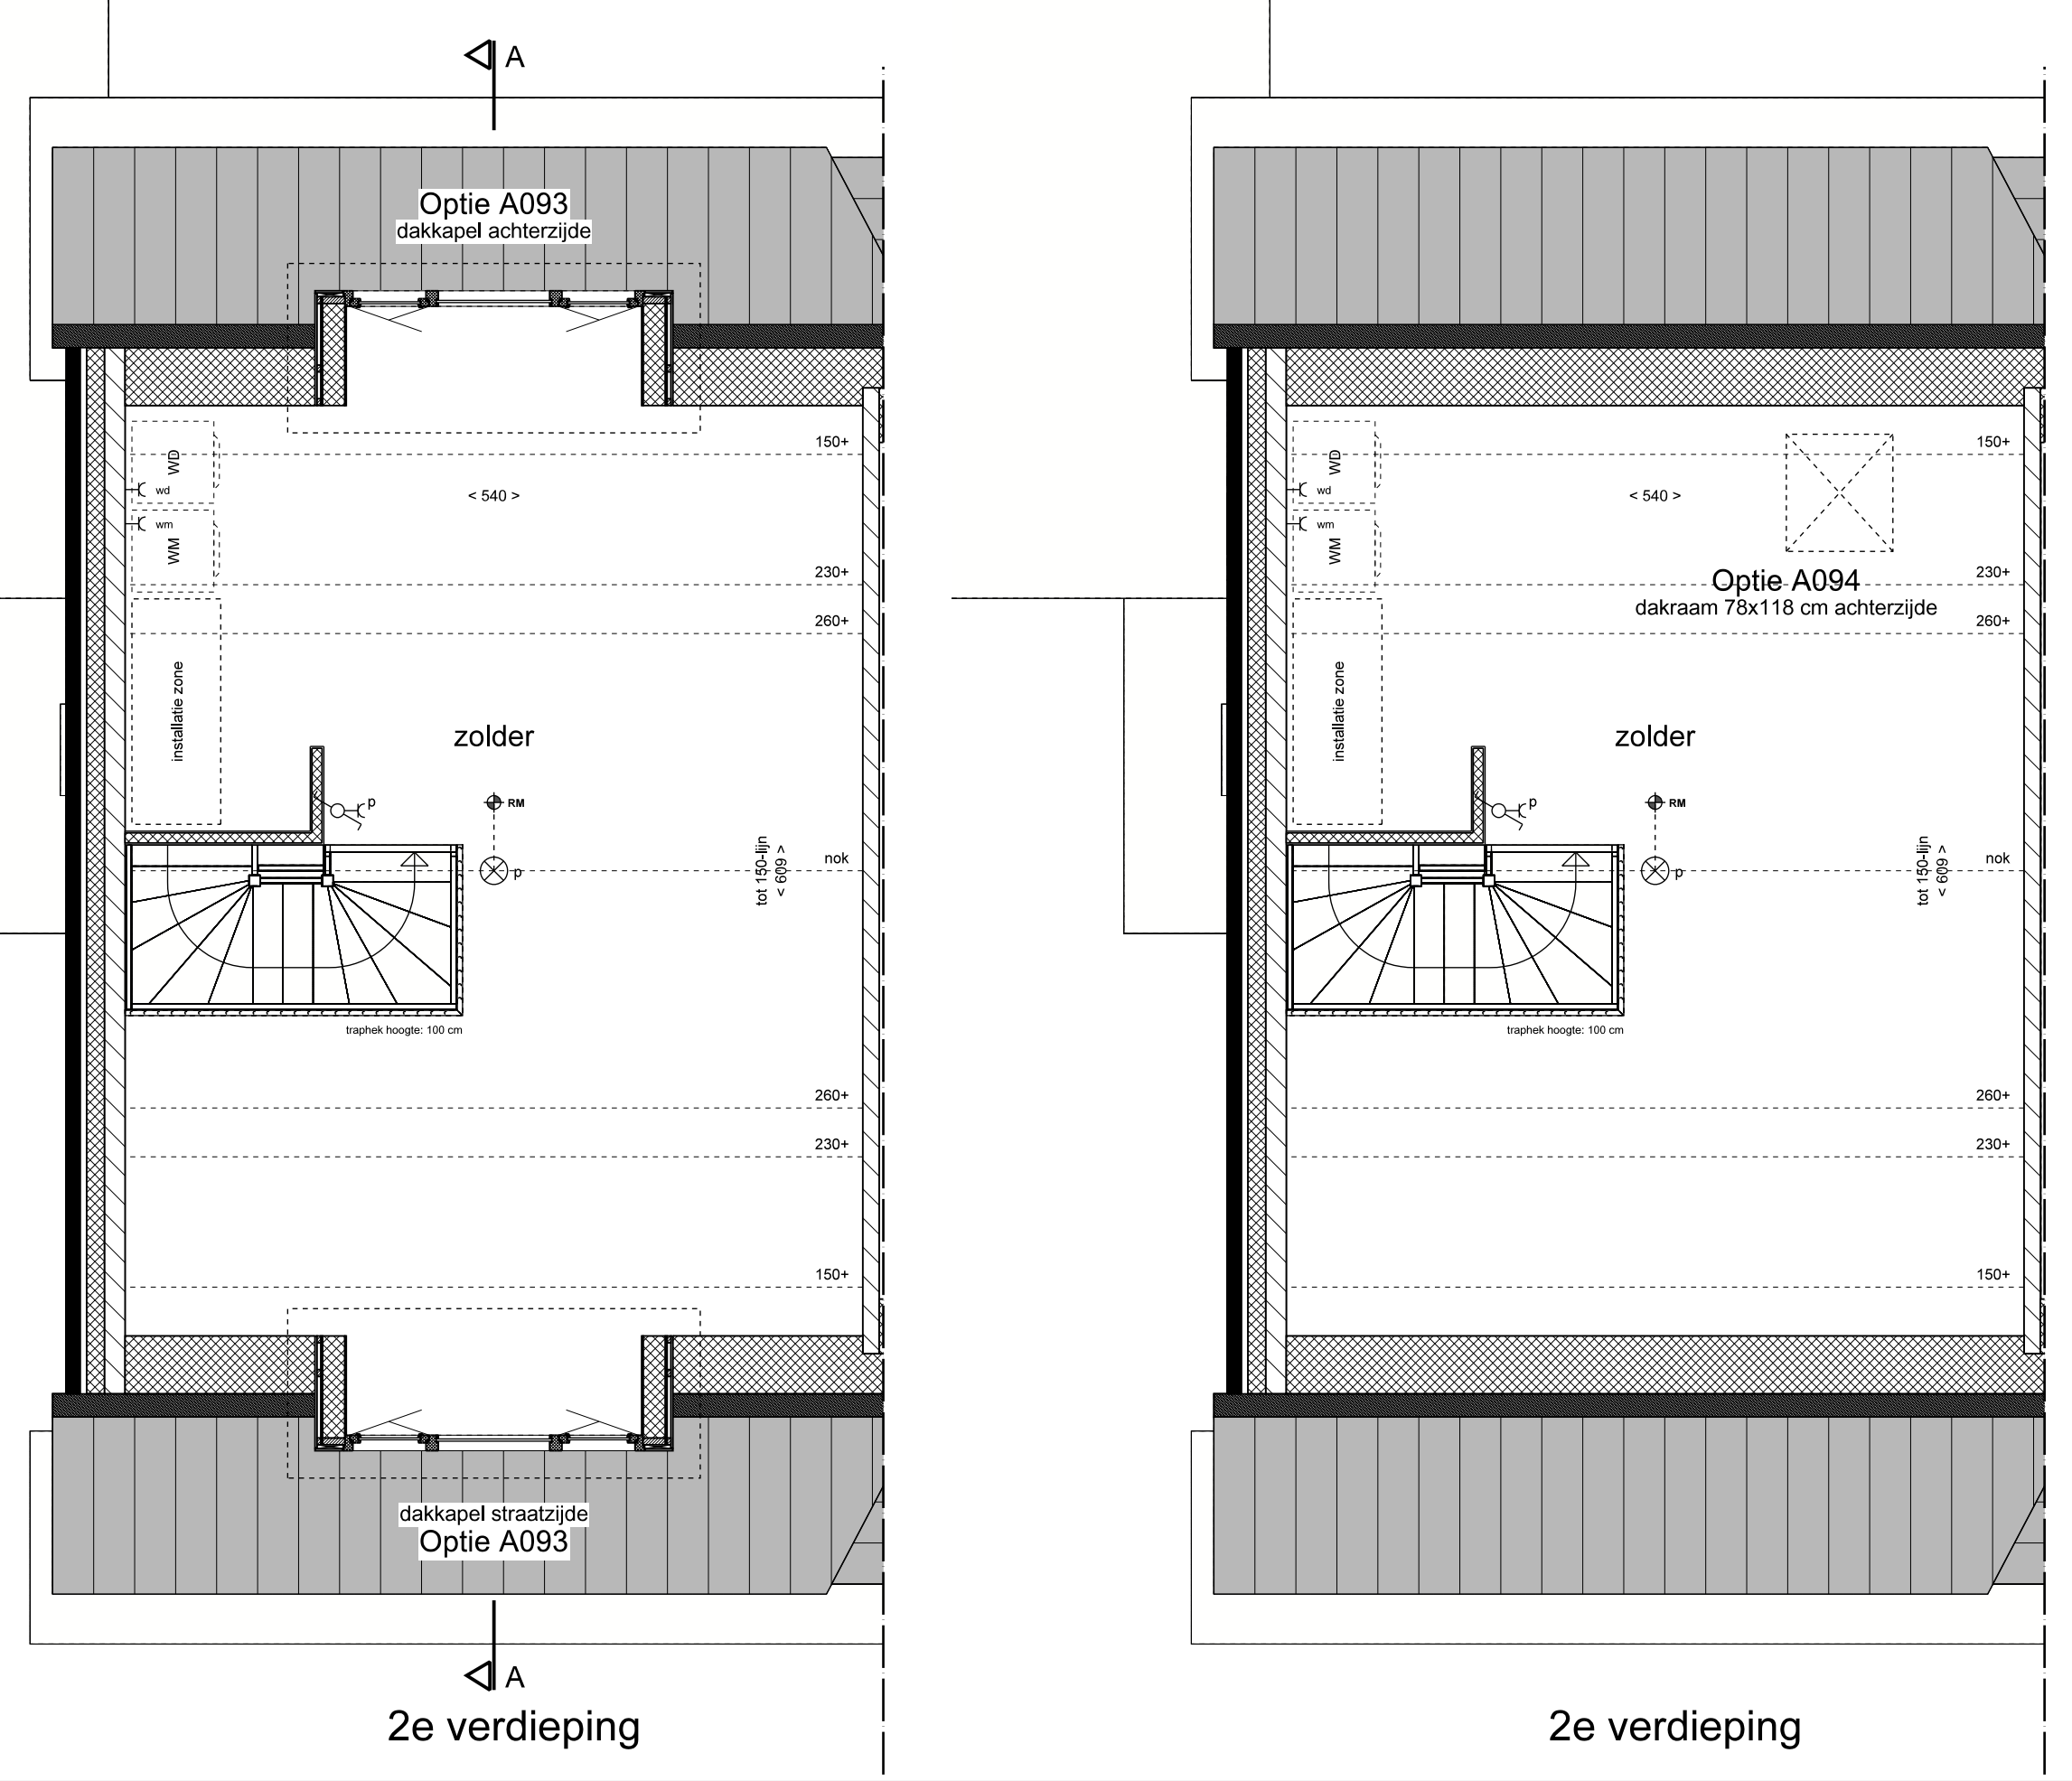 A
Optie A093
dakkapel achterzijde
150+
WD
wd
< 540 >
wm
WM
230+
260+
installatie zone
zolder
p
RM
nok
p
tot 150-lijn
< 609 >
traphek hoogte: 100 cm
260+
230+
150+
dakkapel straatzijde
Optie A093
A
2e verdieping
150+
WD
wd
< 540 >
wm
WM
230+
Optie A094
dakraam 78x118 cm achterzijde
260+
installatie zone
zolder
p
RM
nok
p
tot 150-lijn
< 609 >
traphek hoogte: 100 cm
260+
230+
150+
2e verdieping